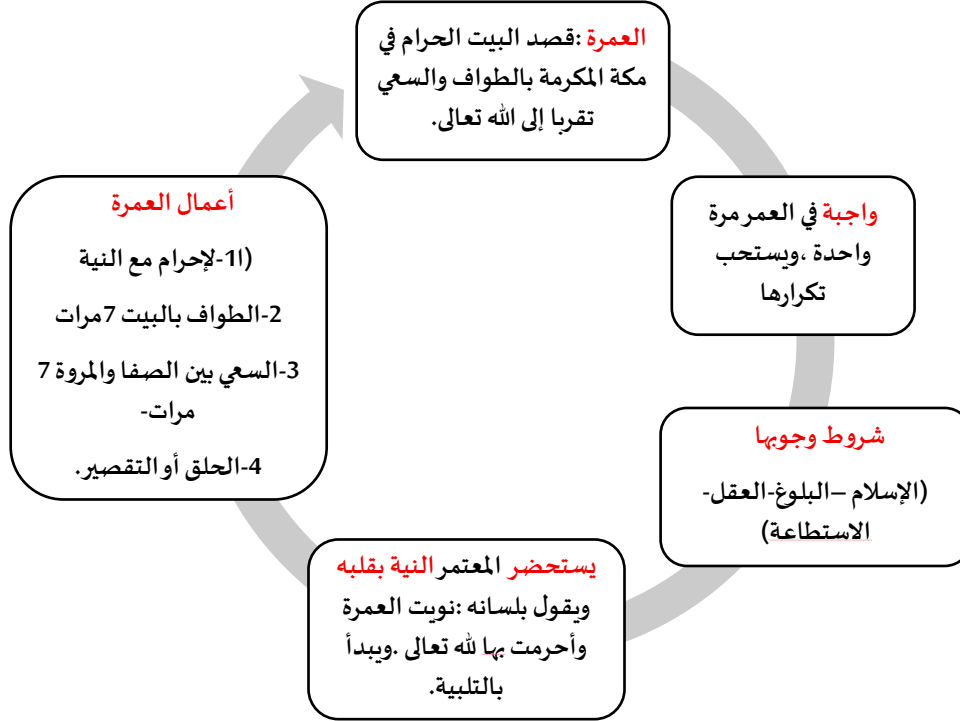 العمرة :قصد البيت الحرام في
مكة المكرمة بالطواف والسعي
تقربا إلى الله تعالى.
واجبة في العمر مرة
واحدة ،ويستحب
تكرارها
شروط وجوبها
(الإسلام –البلوغ-العقل-
الاستطاعة)
يستحضر المعتمر النية بقلبه
ويقول بلسانه :نويت العمرة
وأحرمت بها لله تعالى .ويبدأ
بالتلبية.
أعمال العمرة
(1-الإحرام مع النية
2-الطواف بالبيت 7مرات
3-السعي بين الصفا والمروة 7
مرات-
4-الحلق أو التقصير.